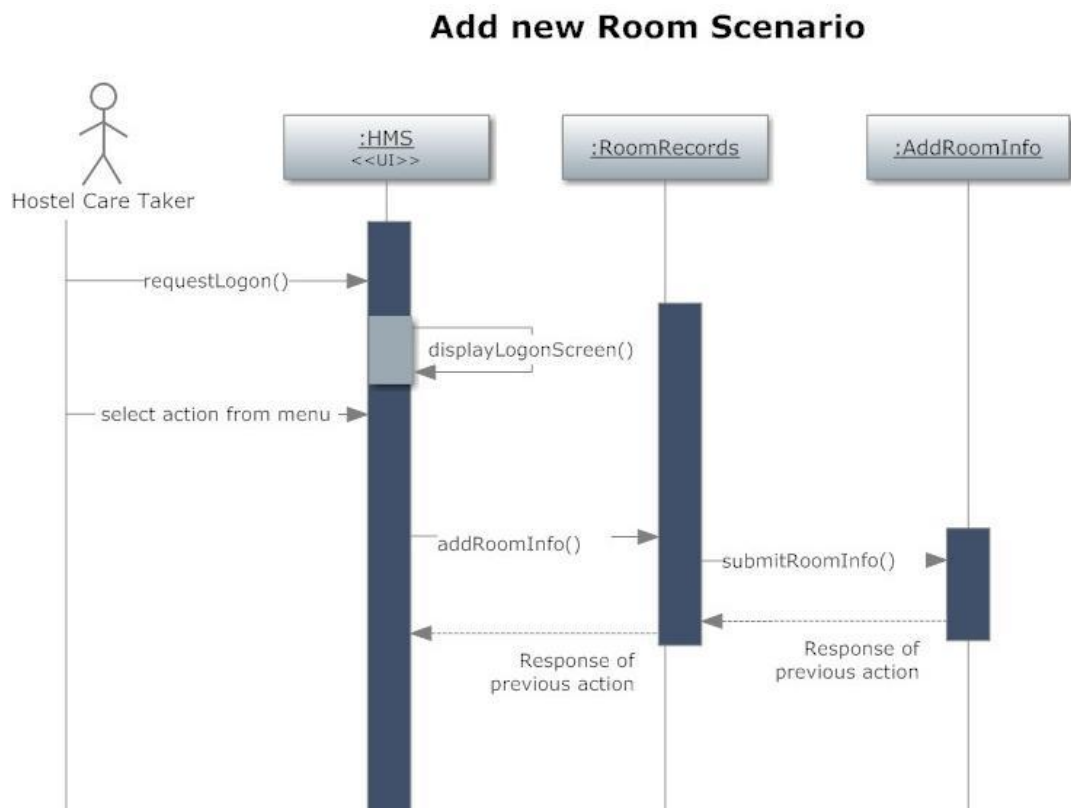 Add new Room Scenario
Hostel Care Taker
:HMS
<<UI>>
:RoomRecords
:AddRoomInfo
requestLogon()
displayLogonScreen()
select action from menu
addRoomInfo()
submitRoomInfo()
Response of
previous action
Response of
previous action